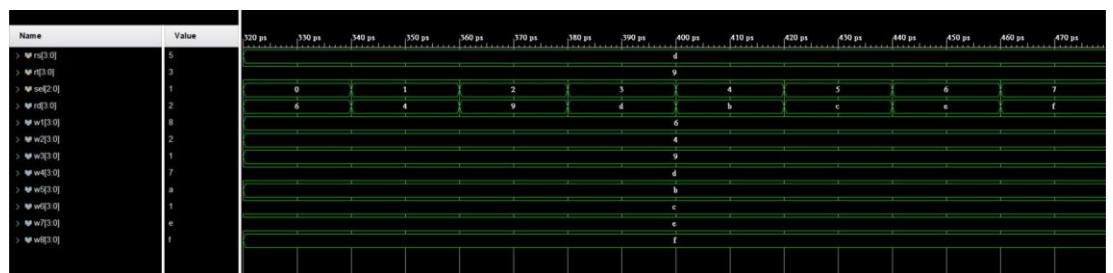 Name Value 320 ps 330 ps 340 ps 350 ps 360 ps 370 ps 380 ps 390 ps 400 ps 410 ps 420 ps 430 ps 440 ps 450 ps 460 ps 470 ps
rs[3:0] 5 d
rt[3:0] 3 9
sel[2:0] 1 0 1 2 3 4 5 6 7
rd[3:0] 2 6 4 9 d b c e f
w1[3:0] 8 6
w2[3:0] 2 4
w3[3:0] 1 9
w4[3:0] 7 d
w5[3:0] a b
w6[3:0] 1 c
w7[3:0] e e
w8[3:0] f f